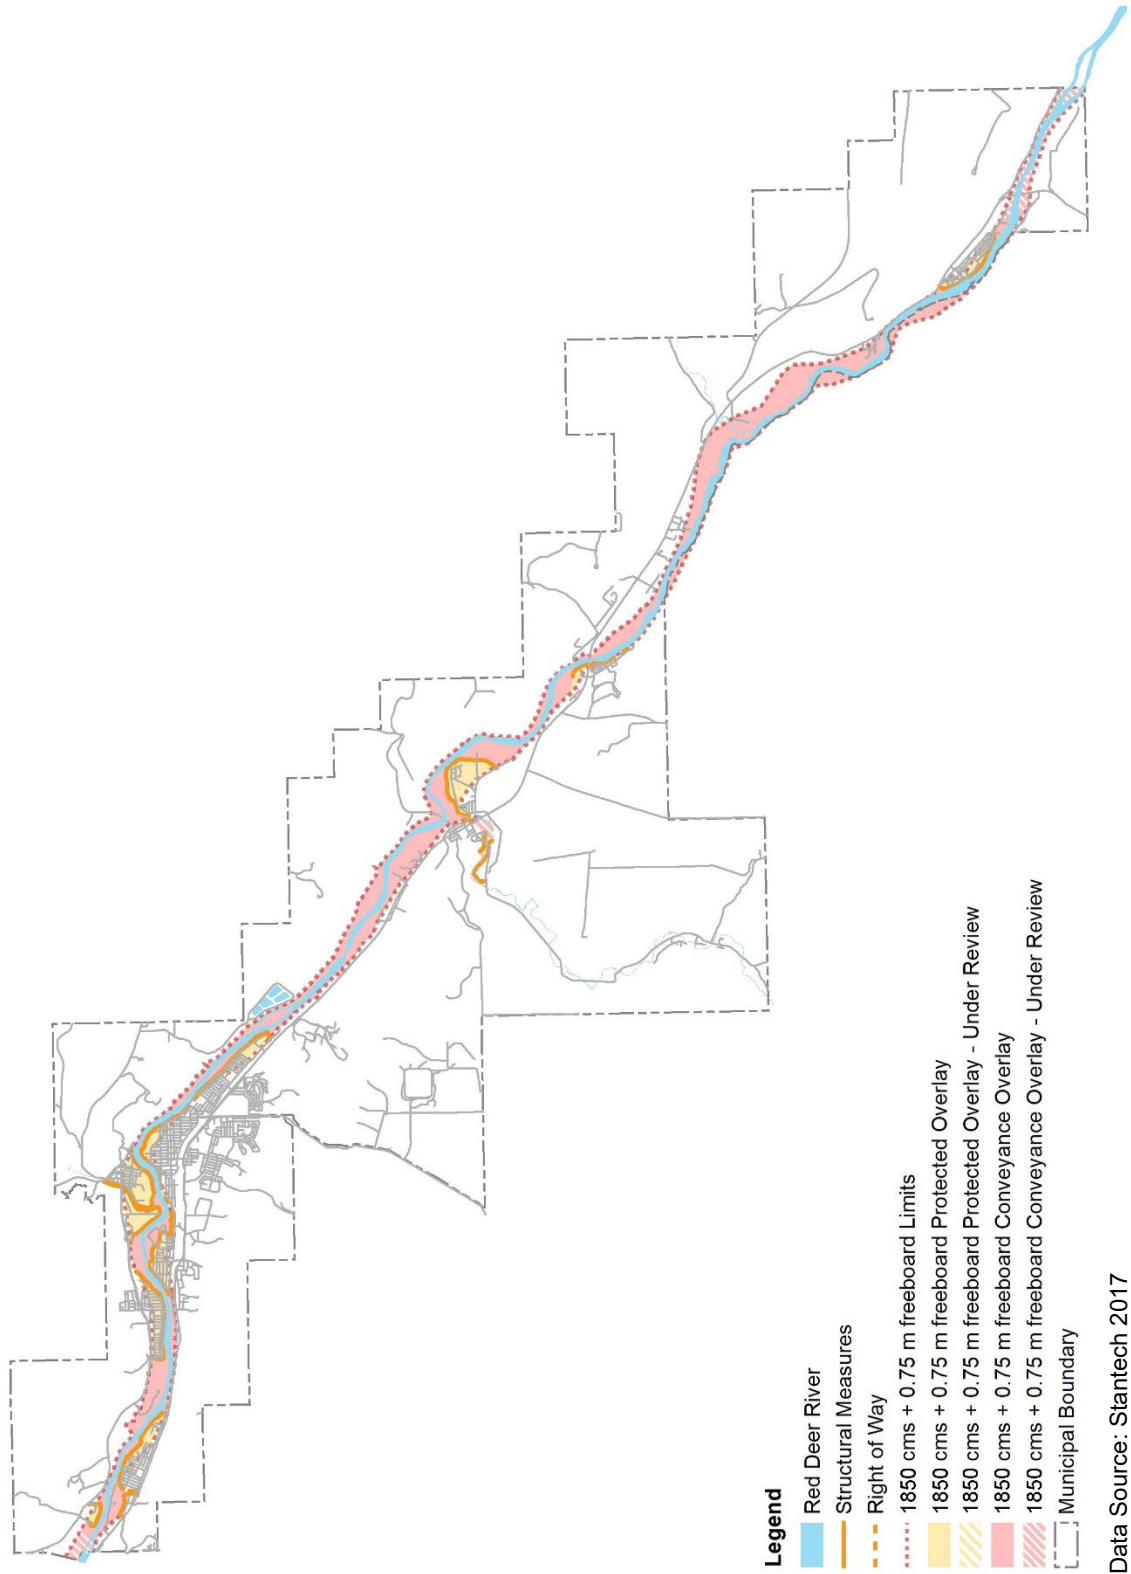 Legend
Red Deer River
Structural Measures
Right of Way
1850 cms + 0.75 m freeboard Limits
1850 cms + 0.75 m freeboard Protected Overlay
1850 cms + 0.75 m freeboard Protected Overlay - Under Review
1850 cms + 0.75 m freeboard Conveyance Overlay
1850 cms + 0.75 m freeboard Conveyance Overlay - Under Review
Municipal Boundary
Data Source: Stantech 2017